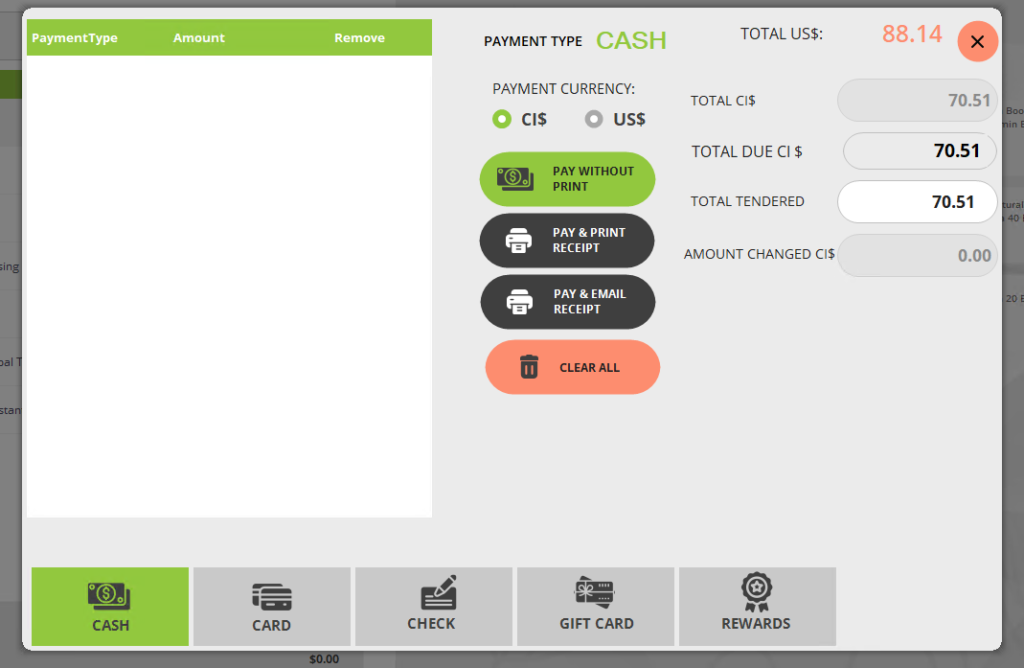 PaymentType Amount Remove
PAYMENT TYPE CASH
TOTAL US$: 88.14
PAYMENT CURRENCY:
CI$ US$
TOTAL CI$ 70.51
TOTAL DUE CI $ 70.51
TOTAL TENDERED 70.51
AMOUNT CHANGED CI$ 0.00
PAY WITHOUT
PRINT
PAY & PRINT
RECEIPT
PAY & EMAIL
RECEIPT
CLEAR ALL
CASH
CARD
CHECK
GIFT CARD
REWARDS
$0.00